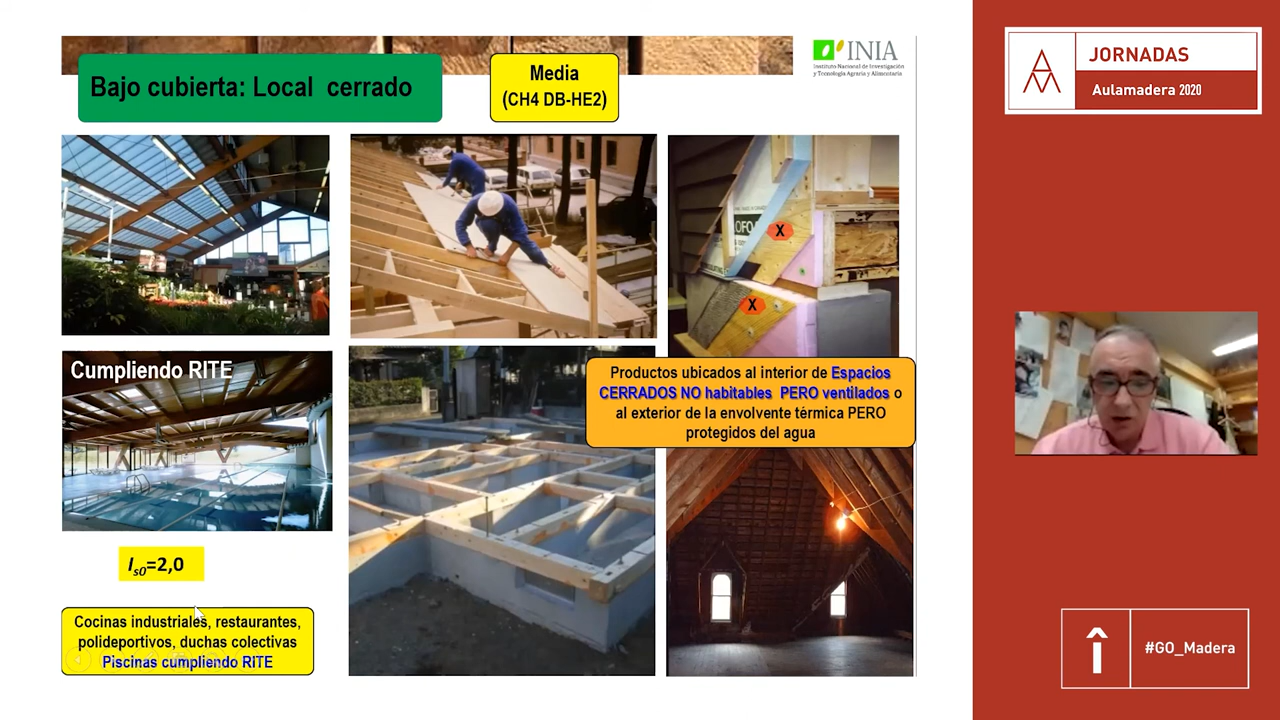 Bajo cubierta: Local cerrado
Media
(CH4 DB-HE2)
INIA
Instituto Nacional de Investigación
y Tecnología Agraria y Alimentaria
JORNADAS
Aulamadera 2020
X
X
Cumpliendo RITE
Productos ubicados al interior de Espacios
CERRADOS NO habitables PERO ventilados o
al exterior de la envolvente térmica PERO
protegidos del agua
Is0=2,0
Cocinas industriales, restaurantes,
polideportivos, duchas colectivas
Piscinas cumpliendo RITE
#GO_Madera